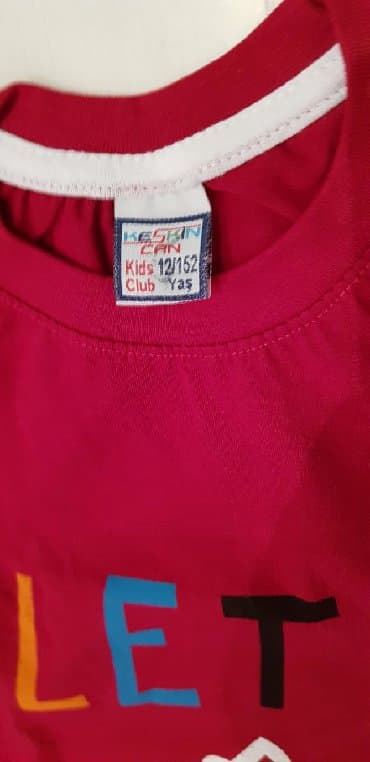 KESKIN
CAN
Kids 12/152
Club Yaş
LET